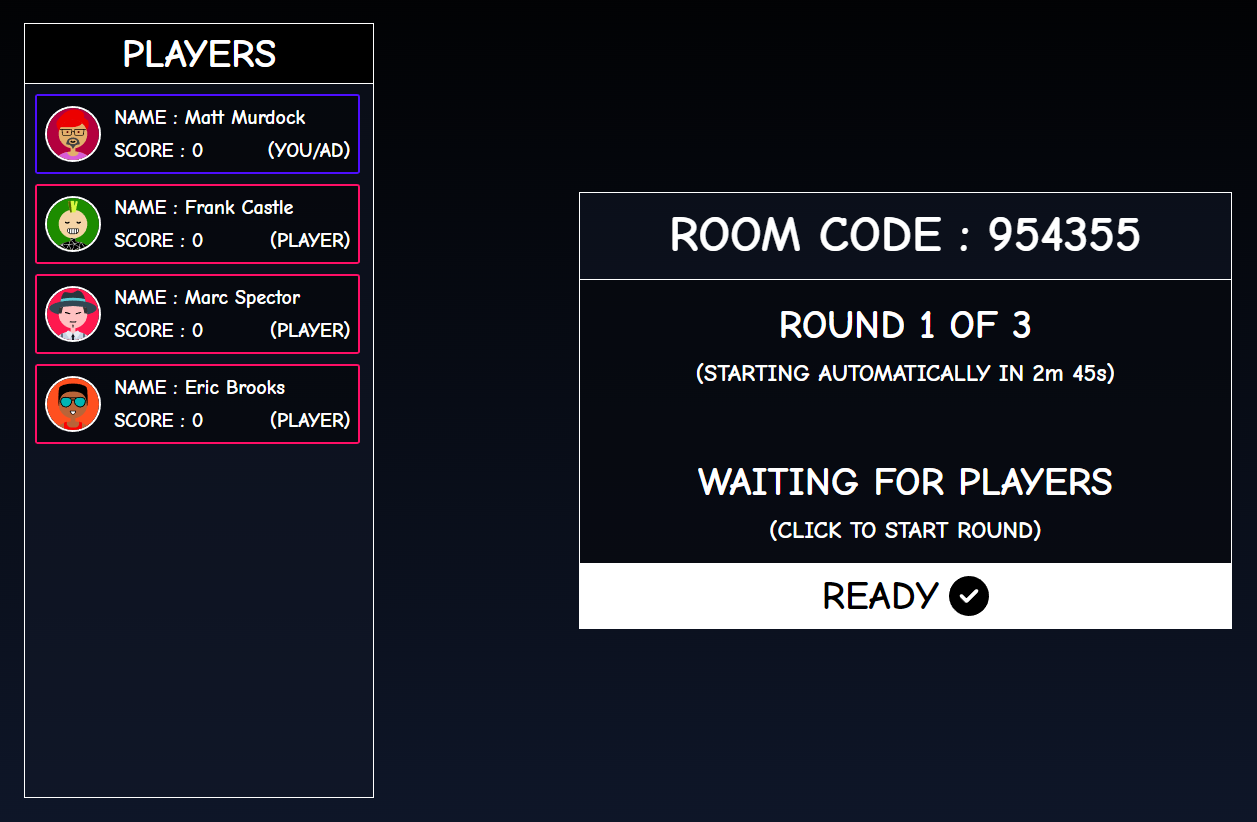 PLAYERS
NAME : Matt Murdock
SCORE : 0 (YOU/AD)
NAME : Frank Castle
SCORE : 0 (PLAYER)
NAME : Marc Spector
SCORE : 0 (PLAYER)
NAME : Eric Brooks
SCORE : 0 (PLAYER)
ROOM CODE : 954355
ROUND 1 OF 3
(STARTING AUTOMATICALLY IN 2m 45s)
WAITING FOR PLAYERS
(CLICK TO START ROUND)
READY